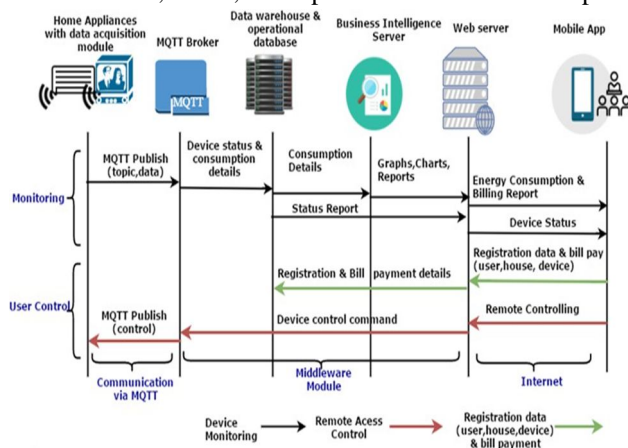 Home Appliances
with data acquisition
module
MQTT Broker
Data warehouse &
operational
database
Business Intelligence
Server
Web server
Mobile App
MQTT
MQTT Publish
(topic,data)
Device status &
consumption
details
Consumption
Details
Graphs,Charts,
Reports
Energy Consumption &
Billing Report
Monitoring
Status Report
Device Status
Registration data & bill pay
(user,house, device)
Registration & Bill payment details
User Control
MQTT Publish
(control)
Device control command
Remote Controlling
Communication
via MQTT
Middleware
Module
Internet
Device
Monitoring
Remote Acess
Control
Registration data
(user,house,device)
& bill payment